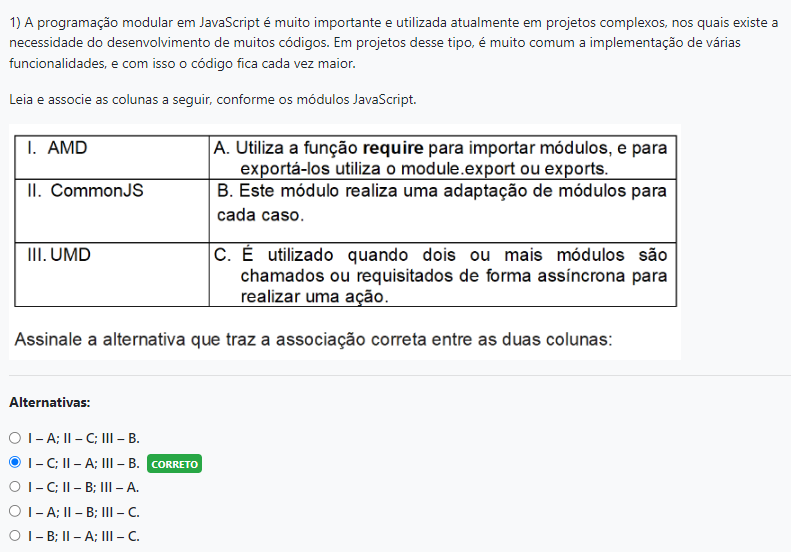 1) A programação modular em JavaScript é muito importante e utilizada atualmente em projetos complexos, nos quais existe a
necessidade do desenvolvimento de muitos códigos. Em projetos desse tipo, é muito comum a implementação de várias
funcionalidades, e com isso o código fica cada vez maior.
Leia e associe as colunas a seguir, conforme os módulos JavaScript.
I. AMD
A. Utiliza a função require para importar módulos, e para
exportá-los utiliza o module.export ou exports.
II. CommonJS
B. Este módulo realiza uma adaptação de módulos para
cada caso.
III. UMD
C. É utilizado quando dois ou mais módulos são
chamados ou requisitados de forma assíncrona para
realizar uma ação.
Assinale a alternativa que traz a associação correta entre as duas colunas:
Alternativas:
I – A; II – C; III – B.
I – C; II – A; III – B. CORRETO
I – C; II – B; III – A.
I – A; II – B; III – C.
I – B; II – A; III – C.